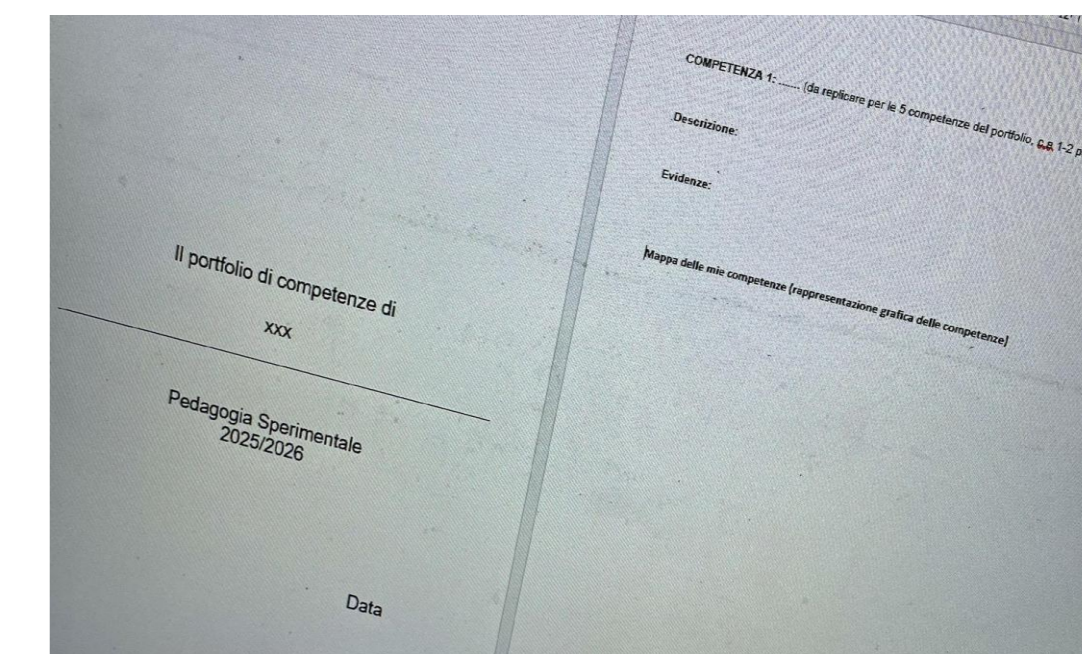 Il portfolio di competenze di
xxx
Pedagogia Sperimentale
2025/2026
Data
COMPETENZA 1: ...... (da replicare per le 5 competenze del portfolio, c.a 1-2
Descrizione:
Evidenze:
Mappa delle mie competenze (rappresentazione grafica delle competenze)